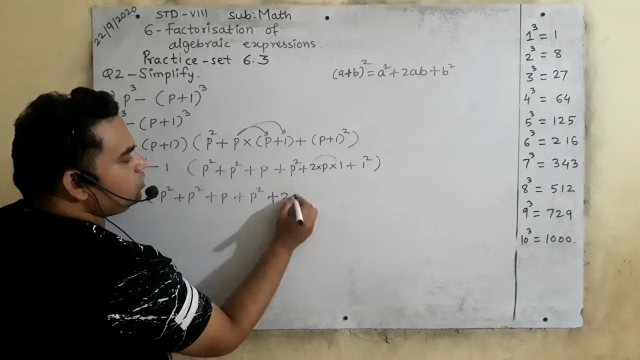 22/9/2020
STD-VIII Sub:Math
6-Factorisation of
algebraic expressions.
Practice-set 6.3
Q2-Simplify.
P³ - (P+1)³
(a+b)² = a² + 2ab + b²
- (P+1)³
(P+1) (P² + P × (P+1) + (P+1)²)
- 1 (P² + P² + P + P² + 2×P×1 + 1²)
P² + P² + P + P² + 2
1³ = 1
2³ = 8
3³ = 27
4³ = 64
5³ = 125
6³ = 216
7³ = 343
8³ = 512
9³ = 729
10³ = 1000.